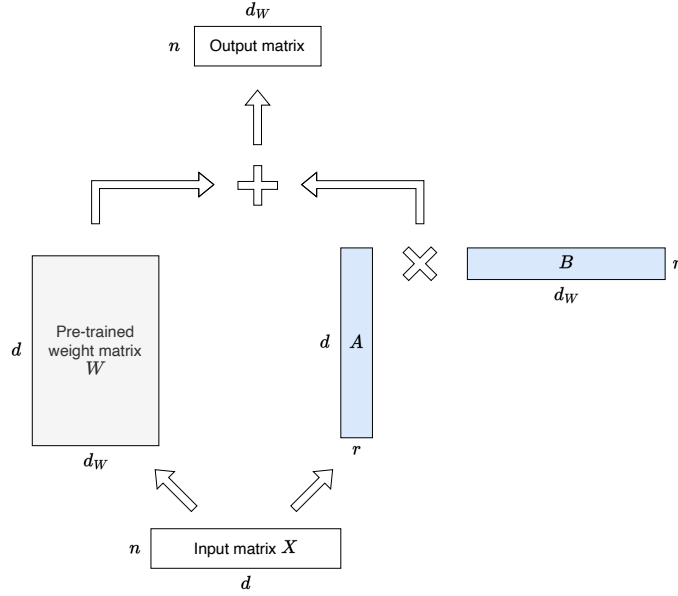 d_W
n Output matrix
B r
d_W
Pre-trained
weight matrix
W
d
d_W
d A
r
n Input matrix X
d